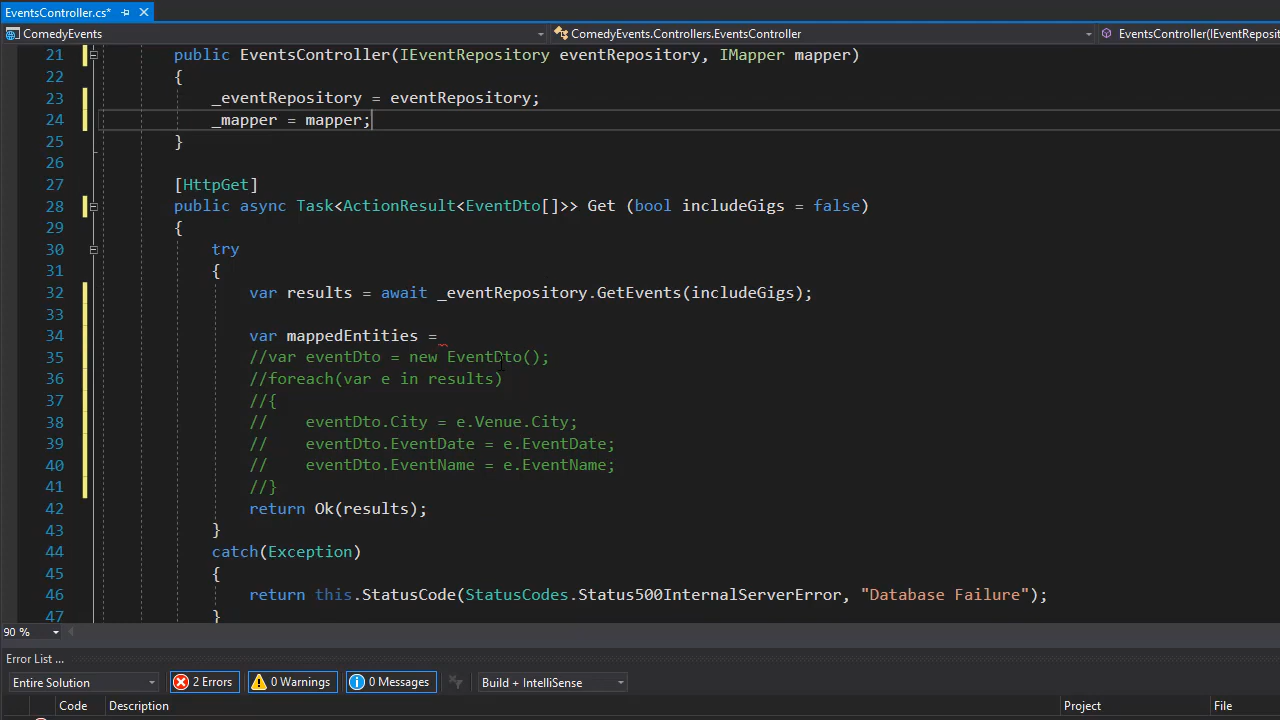 EventsController.cs*
ComedyEvents ComedyEvents.Controllers.EventsController EventsController(IEventReposit
21 public EventsController(IEventRepository eventRepository, IMapper mapper)
22 {
23 _eventRepository = eventRepository;
24 _mapper = mapper;
25 }
26
27 [HttpGet]
28 public async Task<ActionResult<EventDto[]>> Get (bool includeGigs = false)
29 {
30 try
31 {
32 var results = await _eventRepository.GetEvents(includeGigs);
33
34 var mappedEntities =
35 //var eventDto = new EventDto();
36 //foreach(var e in results)
37 //{
38 // eventDto.City = e.Venue.City;
39 // eventDto.EventDate = e.EventDate;
40 // eventDto.EventName = e.EventName;
41 //}
42 return Ok(results);
43 }
44 catch(Exception)
45 {
46 return this.StatusCode(StatusCodes.Status500InternalServerError, "Database Failure");
47 }
90 %
Error List ...
Entire Solution 2 Errors 0 Warnings 0 Messages Build + IntelliSense
Code Description Project File